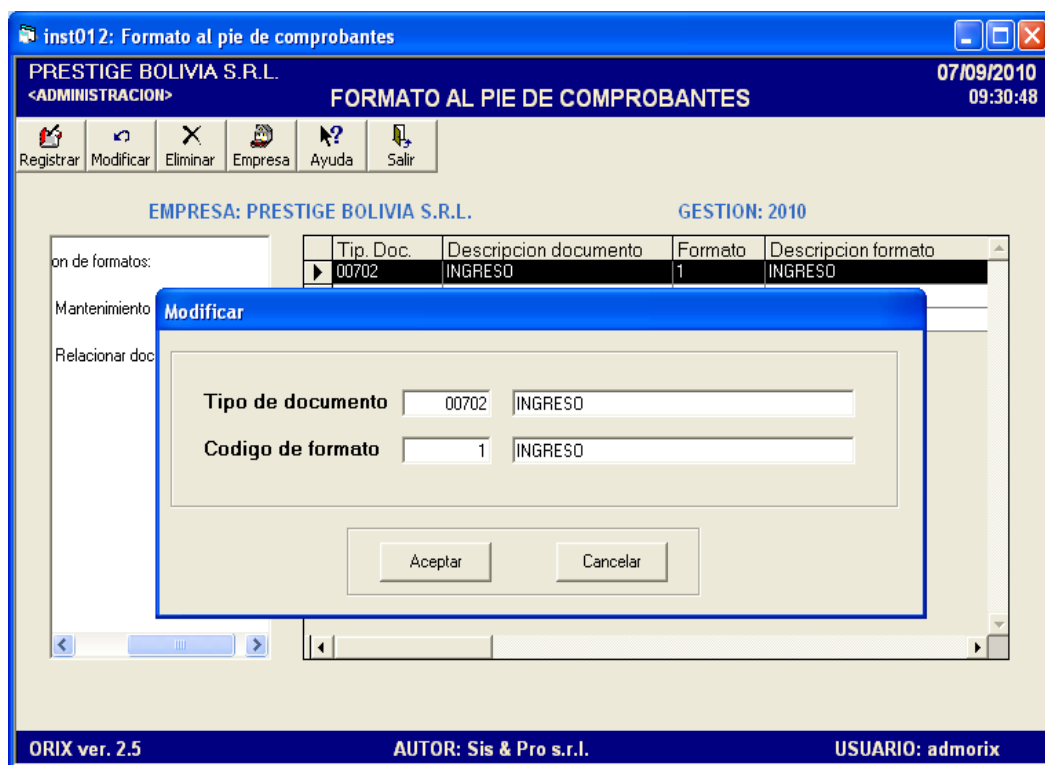 inst012: Formato al pie de comprobantes
PRESTIGE BOLIVIA S.R.L. 07/09/2010
<ADMINISTRACION> FORMATO AL PIE DE COMPROBANTES 09:30:48
Registrar Modificar Eliminar Empresa Ayuda Salir
EMPRESA: PRESTIGE BOLIVIA S.R.L. GESTION: 2010
on de formatos:
Mantenimiento
Relacionar doc
Tip. Doc. Descripcion documento Formato Descripcion formato
00702 INGRESO 1 INGRESO
Modificar
Tipo de documento 00702 INGRESO
Codigo de formato 1 INGRESO
Aceptar Cancelar
ORIX ver. 2.5 AUTOR: Sis & Pro s.r.l. USUARIO: admorix